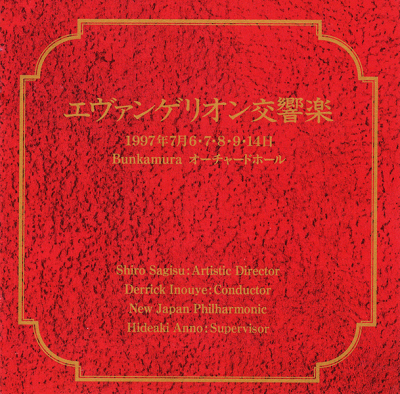 エヴァンゲリオン交響楽
1997年7月6・7・8・9・14日
Bunkamura オーチャードホール
Shiro Sagisu:Artistic Director
Derrick Inouye:Conductor
New Japan Philharmonic
Hideaki Anno:Supervisor